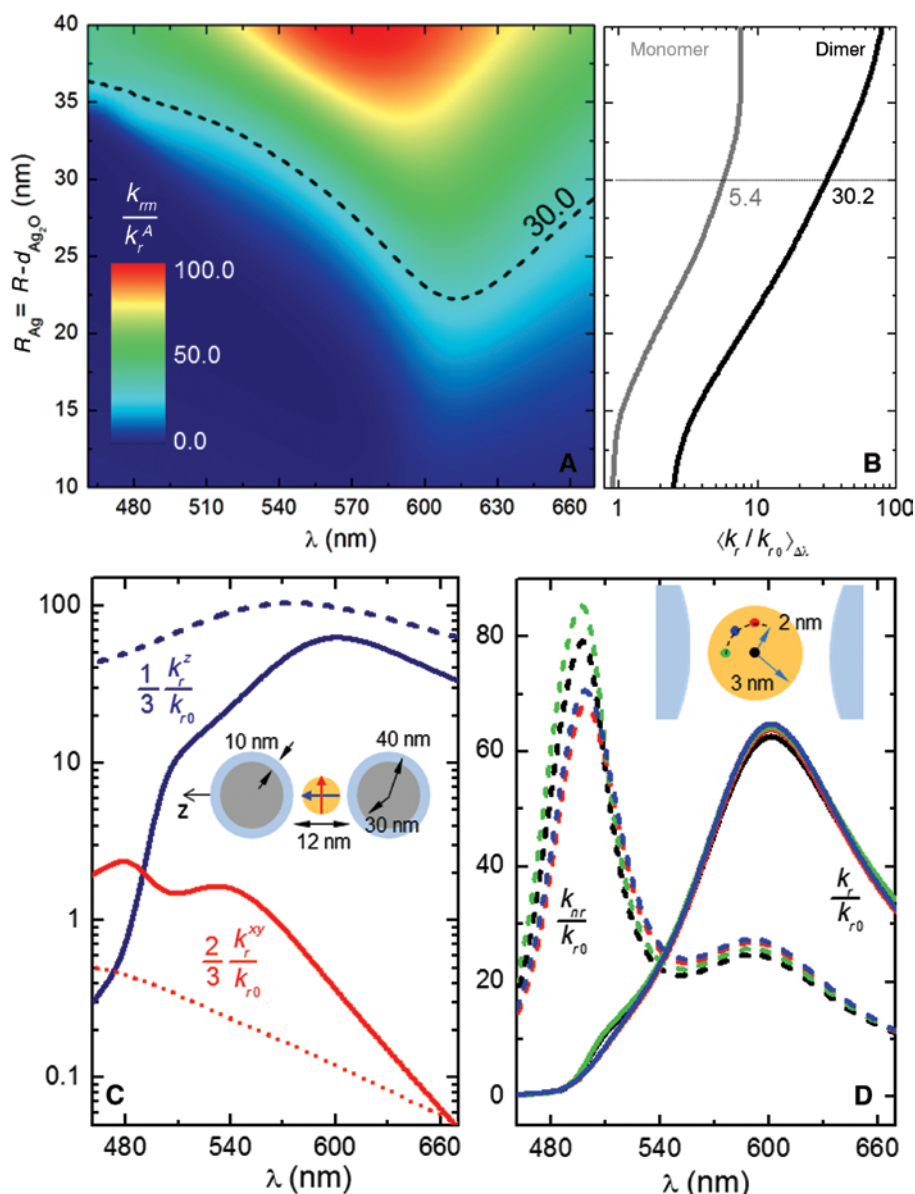 40
35
30
25
20
15
10
R_Ag = R-d_Ag₂O (nm)
k_rm / k_r^A
100.0
50.0
0.0
30.0
A
480 510 540 570 600 630 660
λ (nm)
Monomer
Dimer
5.4
30.2
B
1 10 100
⟨k_r / k_r0⟩_Δλ
100
10
1
0.1
1/3 k_r^z / k_r0
2/3 k_r^xy / k_r0
10 nm
40 nm
z
30 nm
12 nm
C
480 540 600 660
λ (nm)
80
60
40
20
0
2 nm
3 nm
k_nr / k_r0
k_r / k_r0
D
480 540 600 660
λ (nm)